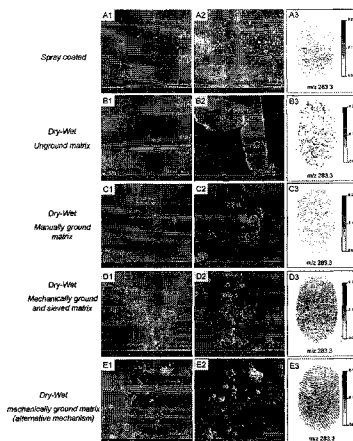 A1 A2 A3
Spray coated
m/z 283.3
B1 B2 B3
Dry-Wet
Unground matrix
m/z 283.3
C1 C2 C3
Dry-Wet
Manually ground
matrix
m/z 283.3
D1 D2 D3
Dry-Wet
Mechanically ground
and sieved matrix
m/z 283.3
E1 E2 E3
Dry-Wet
mechanically ground matrix
(alternative mechanism)
m/z 283.3